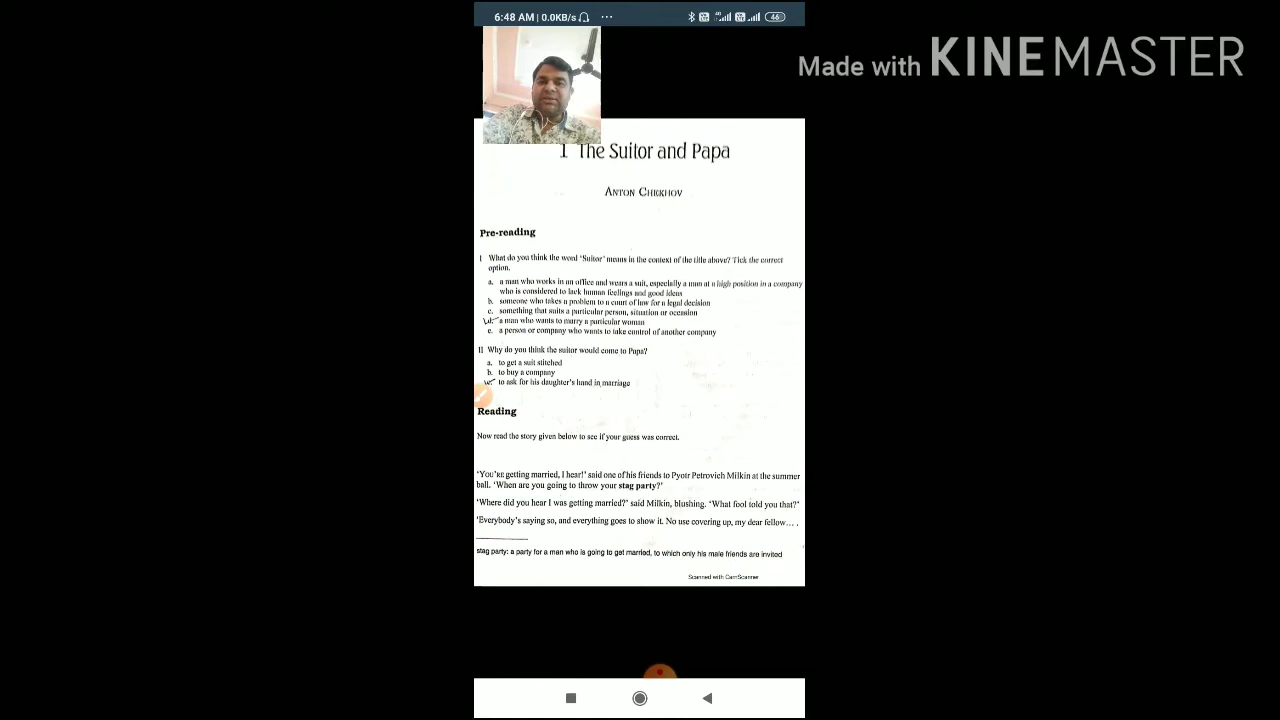 6:48 AM | 0.0KB/s ...
46
Made with KINEMASTER
1 The Suitor and Papa
ANTON CHEKHOV
Pre-reading
I What do you think the word 'Suitor' means in the context of the title above? Tick the correct
option.
a. a man who works in an office and wears a suit, especially a man at a high position in a company
who is considered to lack human feelings and good ideas
b. someone who takes a problem to a court of law for a legal decision
c. something that suits a particular person, situation or occasion
a man who wants to marry a particular woman
e. a person or company who wants to take control of another company
II Why do you think the suitor would come to Papa?
a. to get a suit stitched
b. to buy a company
to ask for his daughter's hand in marriage
Reading
Now read the story given below to see if your guess was correct.
'YOU'RE getting married, I hear!' said one of his friends to Pyotr Petrovich Milkin at the summer
ball. 'When are you going to throw your stag party?'
'Where did you hear I was getting married?' said Milkin, blushing. 'What fool told you that?'
'Everybody's saying so, and everything goes to show it. No use covering up, my dear fellow... .
stag party: a party for a man who is going to get married, to which only his male friends are invited
Scanned with CamScanner